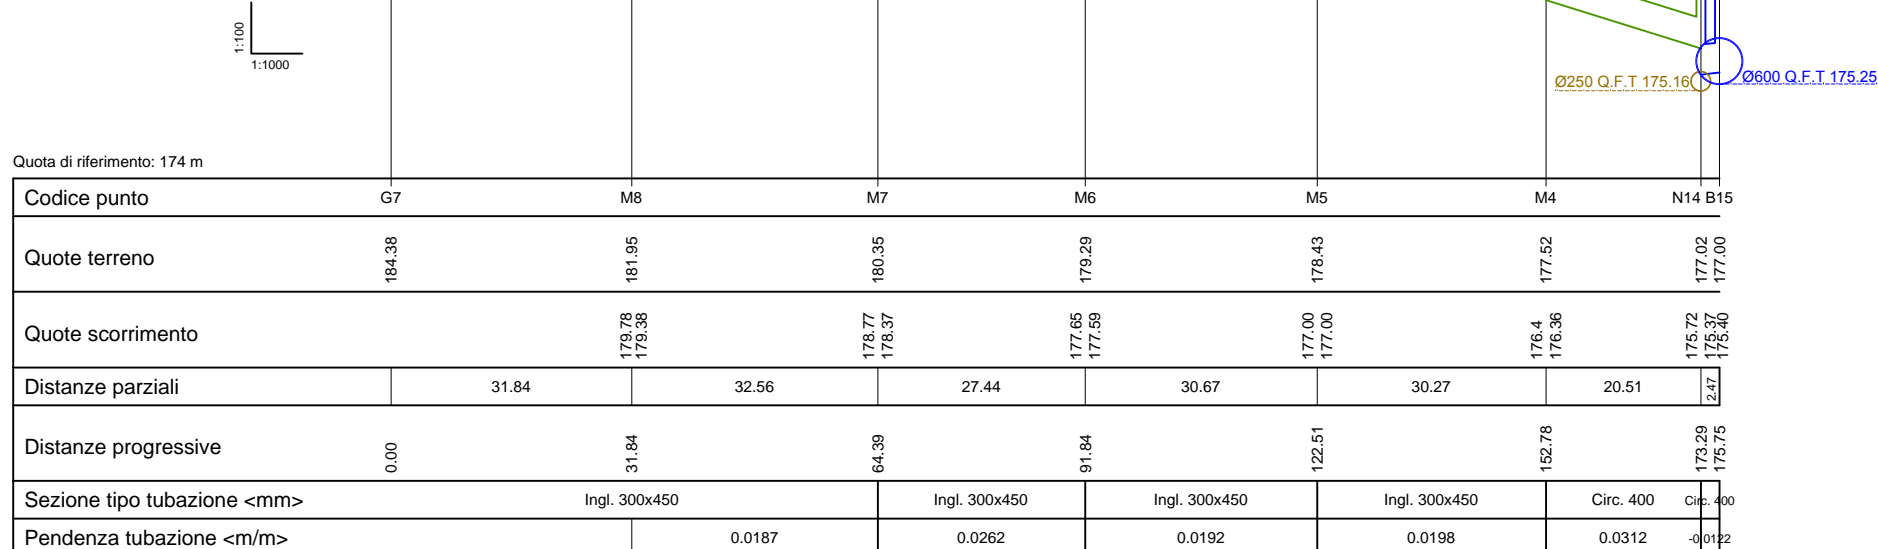 1:100
1:1000
Ø250 Q.F.T 175.16
Ø600 Q.F.T 175.25
Quota di riferimento: 174 m
Codice punto G7 M8 M7 M6 M5 M4 N14 B15
Quote terreno 184.38 181.95 180.35 179.29 178.43 177.52 177.02 177.00
Quote scorrimento 179.78 179.38 178.77 178.37 177.65 177.59 177.00 177.00 176.4 176.36 175.72 175.37 175.40
Distanze parziali 31.84 32.56 27.44 30.67 30.27 20.51 2.47
Distanze progressive 0.00 31.84 64.39 91.84 122.51 152.78 173.29 175.75
Sezione tipo tubazione <mm> Ingl. 300x450 Ingl. 300x450 Ingl. 300x450 Ingl. 300x450 Circ. 400 Circ. 400
Pendenza tubazione <m/m> 0.0187 0.0262 0.0192 0.0198 0.0312 -0.0122